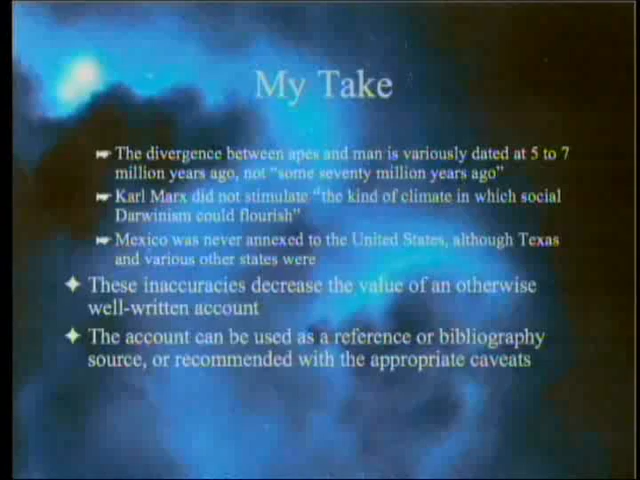 My Take
The divergence between apes and man is variously dated at 5 to 7
million years ago, not "some seventy million years ago"
Karl Marx did not stimulate "the kind of climate in which social
Darwinism could flourish"
Mexico was never annexed to the United States, although Texas
and various other states were
These inaccuracies decrease the value of an otherwise
well-written account
The account can be used as a reference or bibliography
source, or recommended with the appropriate caveats